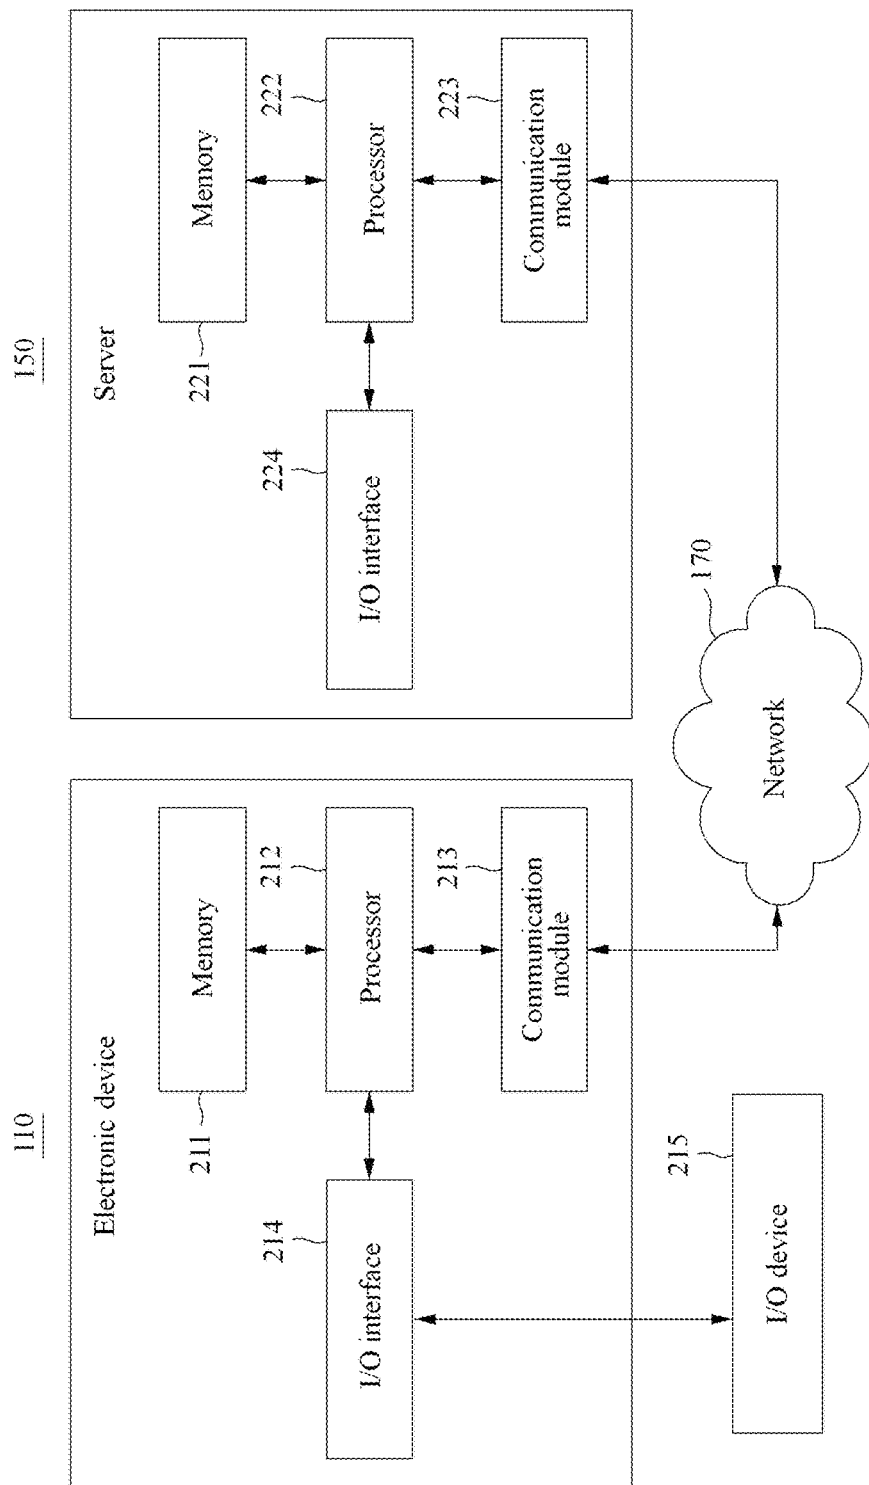 110
150
Electronic device
Server
Memory
211
Memory
221
I/O interface
214
Processor
212
I/O interface
224
Processor
222
Communication
module
213
Communication
module
223
I/O device
215
Network
170